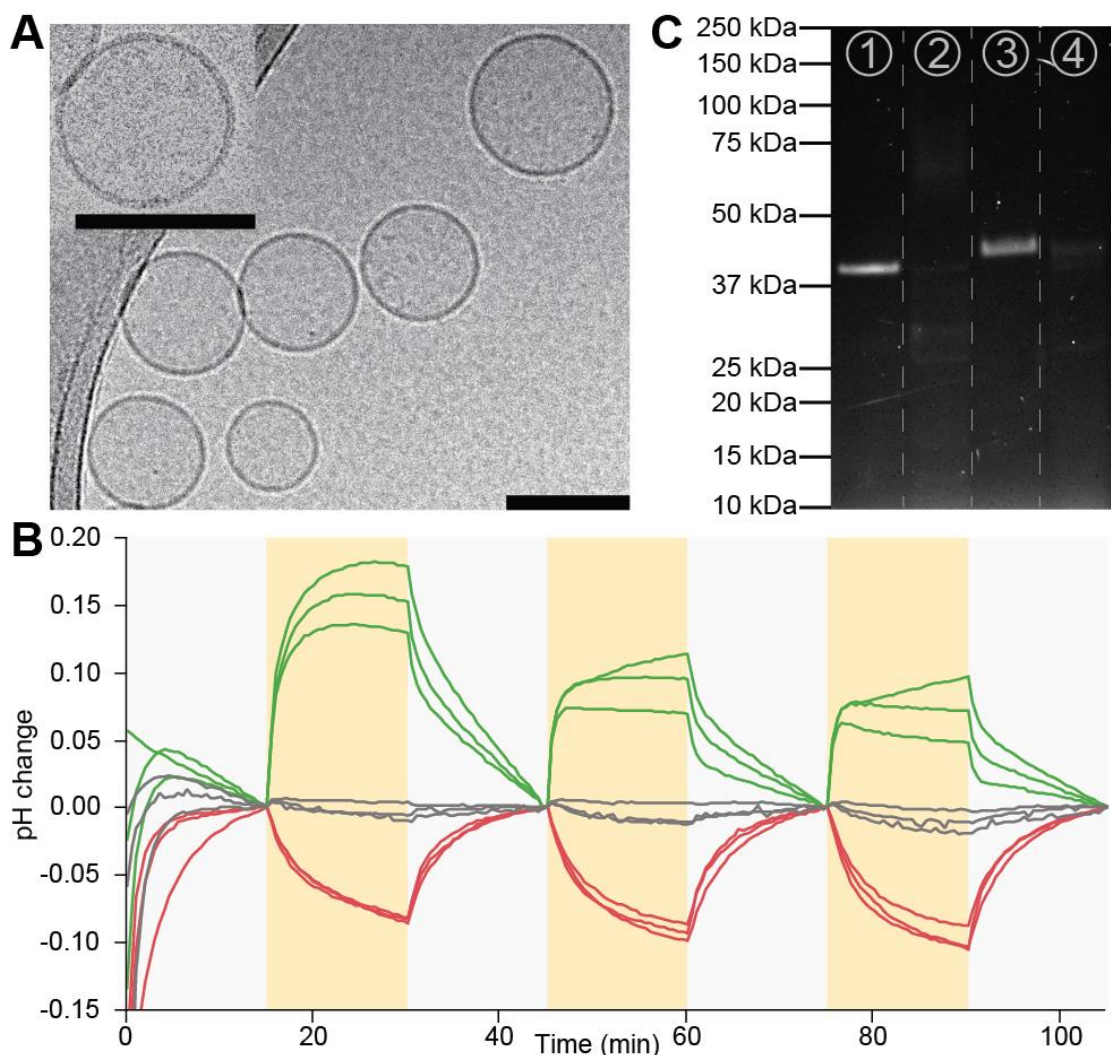 A
C
250 kDa
150 kDa
100 kDa
75 kDa
50 kDa
37 kDa
25 kDa
20 kDa
15 kDa
10 kDa
① ② ③ ④
B
0.20
0.15
0.10
0.05
0.00
-0.05
-0.10
-0.15
pH change
0 20 40 60 80 100
Time (min)